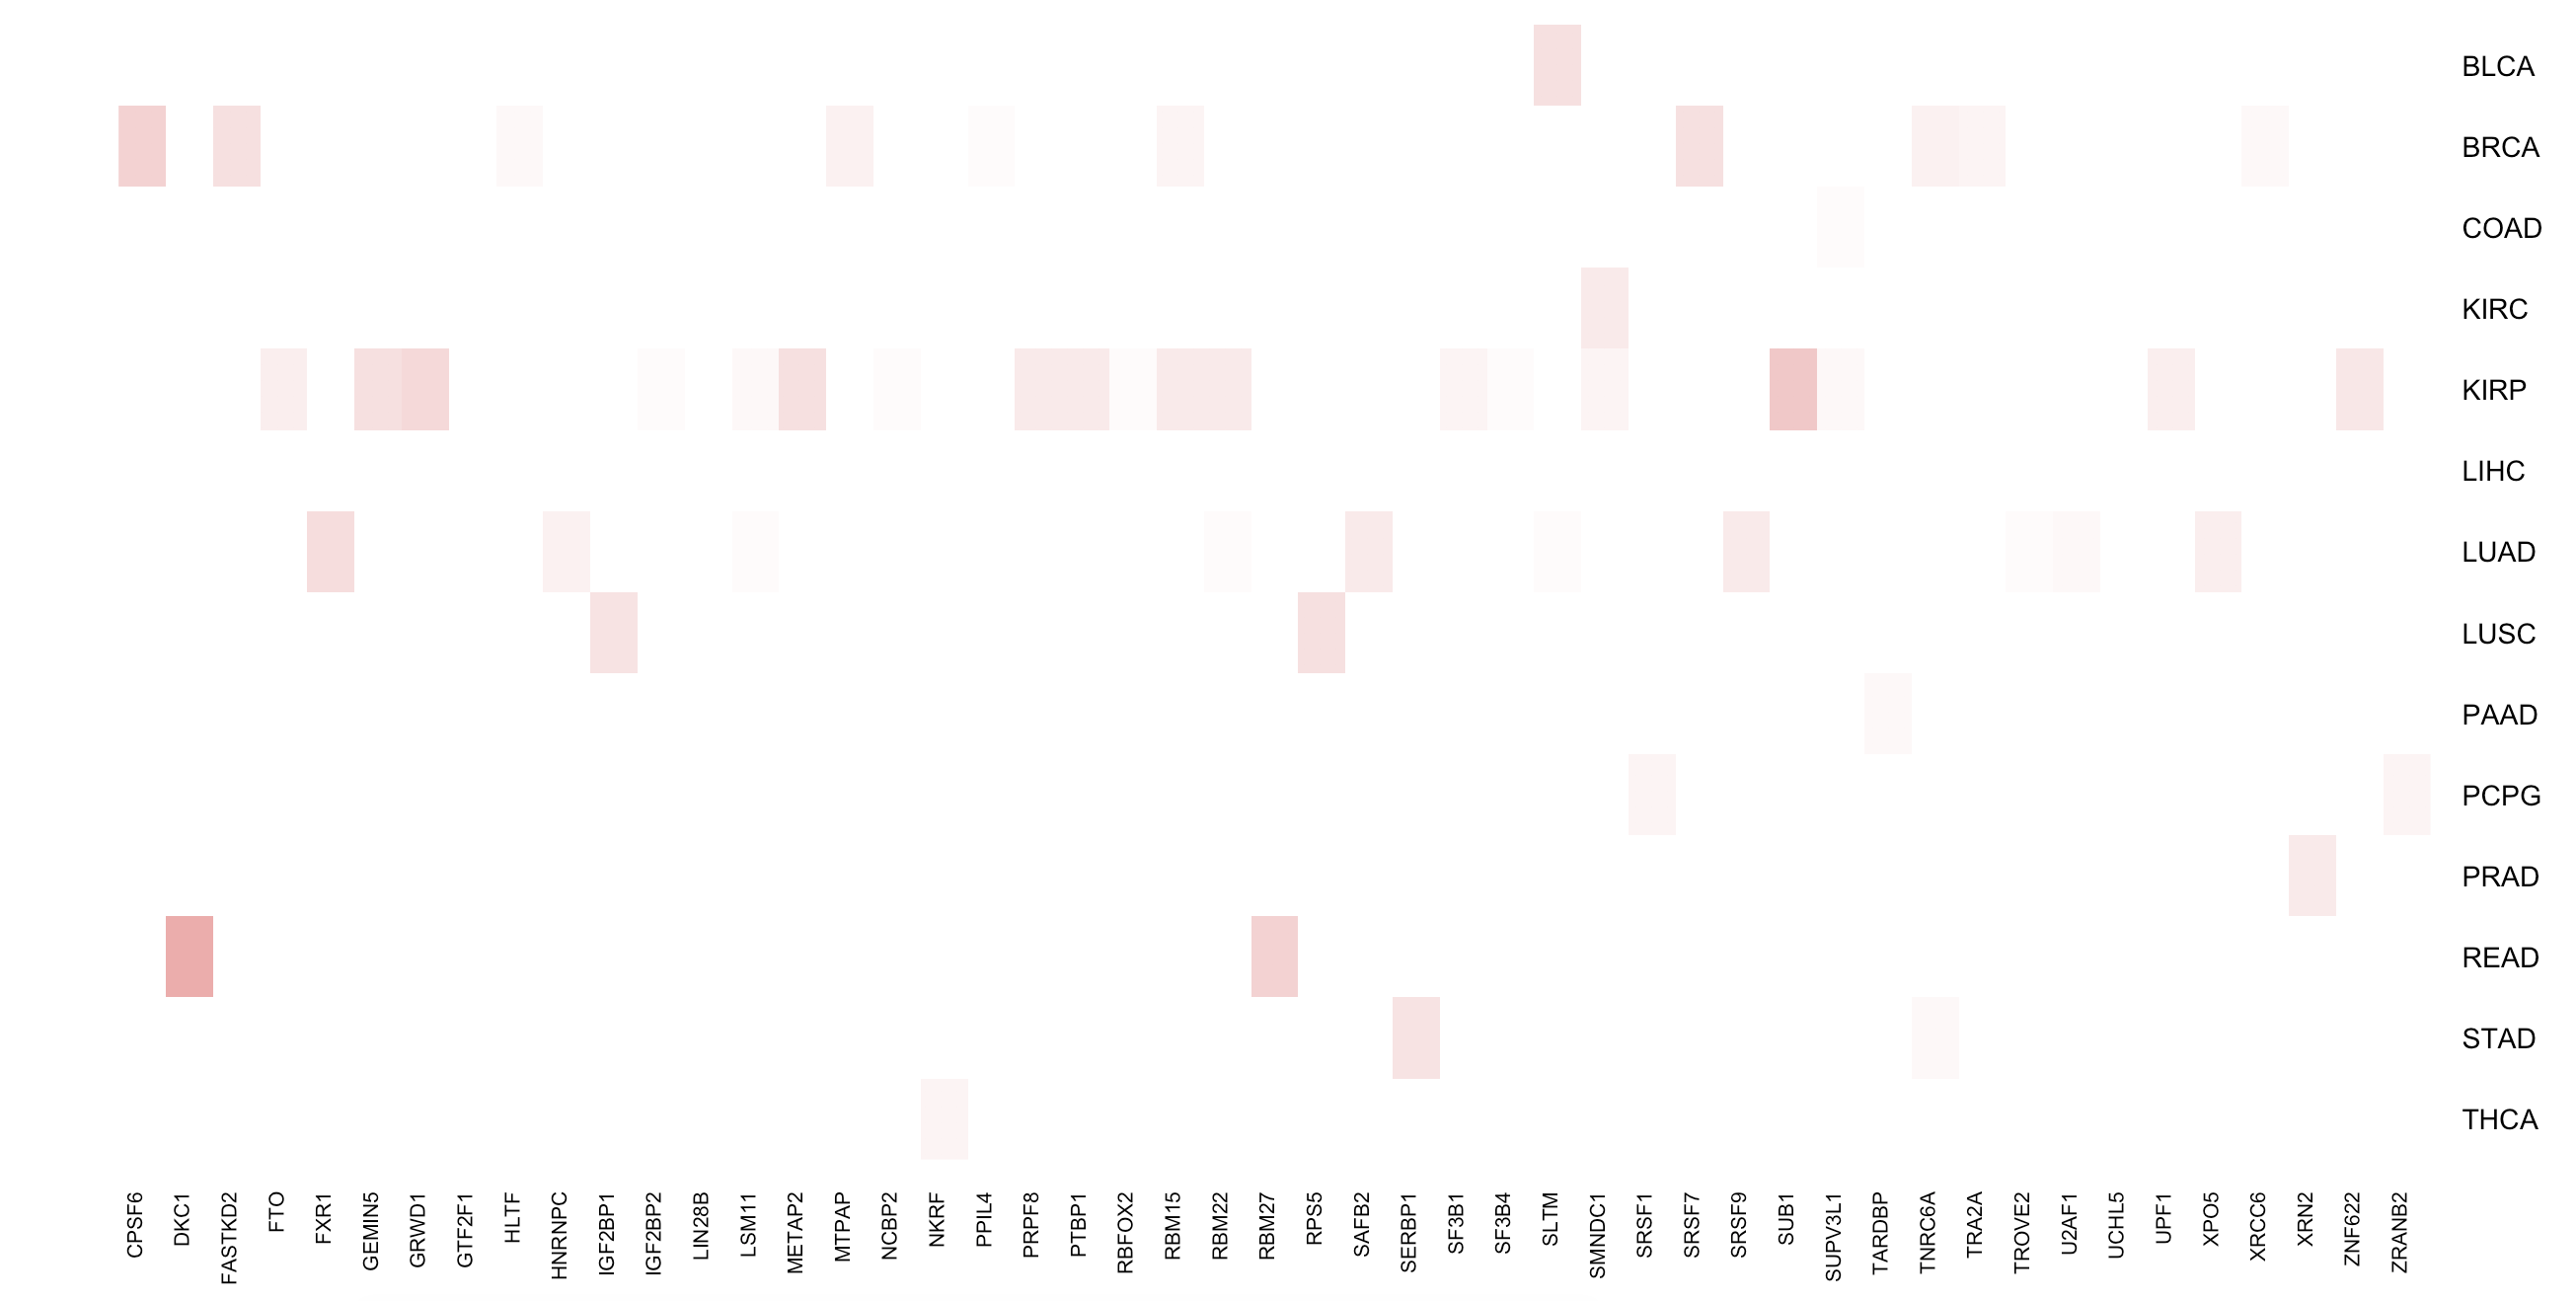 BLCA
BRCA
COAD
KIRC
KIRP
LIHC
LUAD
LUSC
PAAD
PCPG
PRAD
READ
STAD
THCA
CPSF6
DKC1
FASTKD2
FTO
FXR1
GEMIN5
GRWD1
GTF2F1
HLTF
HNRNPC
IGF2BP1
IGF2BP2
LIN28B
LSM11
METAP2
MTPAP
NCBP2
NKRF
PPIL4
PRPF8
PTBP1
RBFOX2
RBM15
RBM22
RBM27
RPS5
SAFB2
SERBP1
SF3B1
SF3B4
SLTM
SMNDC1
SRSF1
SRSF7
SRSF9
SUB1
SUPV3L1
TARDBP
TNRC6A
TRA2A
TROVE2
U2AF1
UCHL5
UPF1
XPO5
XRCC6
XRN2
ZNF622
ZRANB2